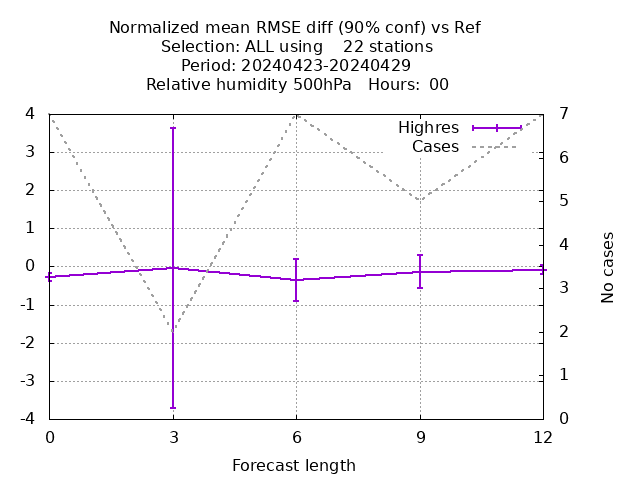 Normalized mean RMSE diff (90% conf) vs Ref
Selection: ALL using    22 stations
Period: 20240423-20240429
Relative humidity 500hPa   Hours:  00
Highres
Cases
4
3
2
1
0
-1
-2
-3
-4
7
6
5
4
3
2
1
0
No cases
0 3 6 9 12
Forecast length